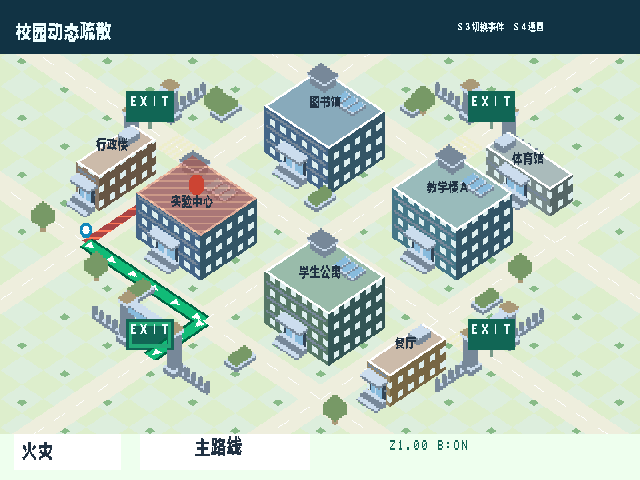 校园动态疏散
S3切换事件 S4返回
图书馆
EXIT
EXIT
行政楼
体育馆
教学楼A
实验中心
学生公寓
EXIT
EXIT
餐厅
火灾
主路线
Z1.00 B:ON